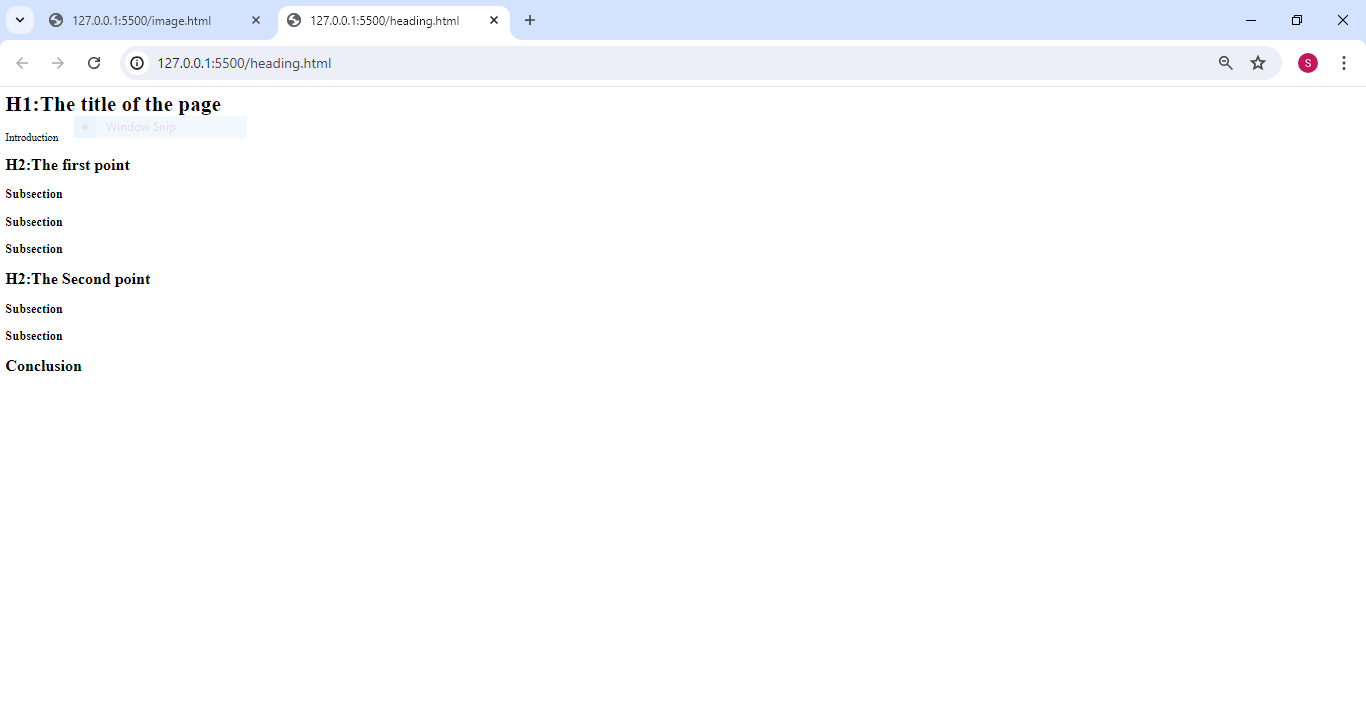 127.0.0.1:5500/image.html
127.0.0.1:5500/heading.html
127.0.0.1:5500/heading.html
S
H1:The title of the page
Window Snip
Introduction
H2:The first point
Subsection
Subsection
Subsection
H2:The Second point
Subsection
Subsection
Conclusion